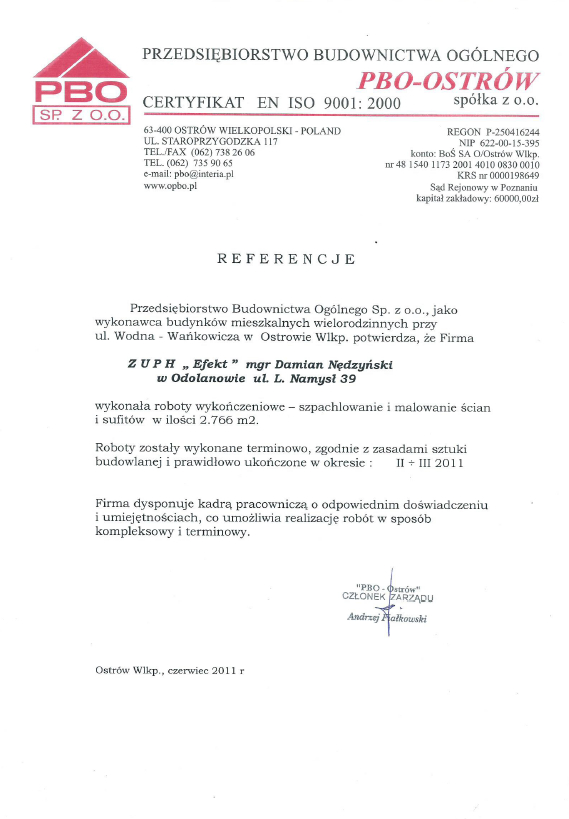 PBO
SP. Z O.O.
PRZEDSIĘBIORSTWO BUDOWNICTWA OGÓLNEGO
PBO-OSTRÓW
CERTYFIKAT EN ISO 9001: 2000 spółka z o.o.
63-400 OSTRÓW WIELKOPOLSKI - POLAND
UL. STAROPRZYGODZKA 117
TEL./FAX (062) 738 26 06
TEL. (062) 735 90 65
e-mail: pbo@interia.pl
www.opbo.pl
REGON P-250416244
NIP 622-00-15-395
konto: BoŚ SA O/Ostrów Wlkp.
nr 48 1540 1173 2001 4010 0830 0010
KRS nr 0000198649
Sąd Rejonowy w Poznaniu
kapitał zakładowy: 60000,00zł
R E F E R E N C J E
Przedsiębiorstwo Budownictwa Ogólnego Sp. z o.o., jako
wykonawca budynków mieszkalnych wielorodzinnych przy
ul. Wodna - Wańkowicza w Ostrowie Wlkp. potwierdza, że Firma
Z U P H „ Efekt ” mgr Damian Nędzyński
w Odolanowie ul. L. Namysł 39
wykonała roboty wykończeniowe – szpachlowanie i malowanie ścian
i sufitów w ilości 2.766 m2.
Roboty zostały wykonane terminowo, zgodnie z zasadami sztuki
budowlanej i prawidłowo ukończone w okresie : II ÷ III 2011
Firma dysponuje kadrą pracowniczą o odpowiednim doświadczeniu
i umiejętnościach, co umożliwia realizację robót w sposób
kompleksowy i terminowy.
"PBO - Ostrów"
CZŁONEK ZARZĄDU
Andrzej Fiałkowski
Ostrów Wlkp., czerwiec 2011 r